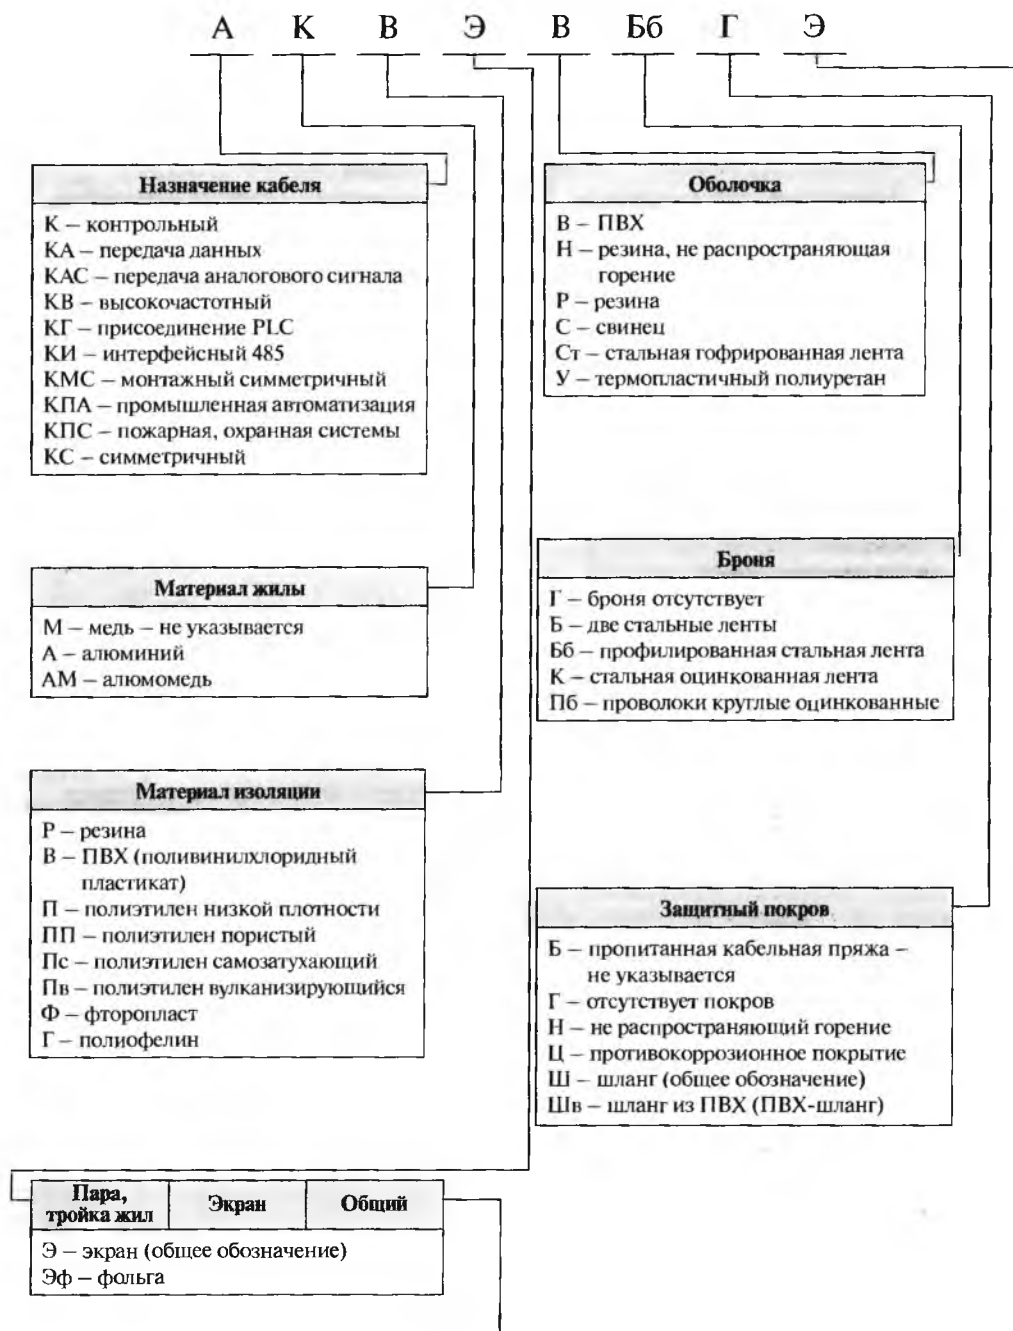 А К В Э В Бб Г Э
Назначение кабеля
К – контрольный
КА – передача данных
КАС – передача аналогового сигнала
КВ – высокочастотный
КГ – присоединение PLC
КИ – интерфейсный 485
КМС – монтажный симметричный
КПА – промышленная автоматизация
КПС – пожарная, охранная системы
КС – симметричный
Материал жилы
М – медь – не указывается
А – алюминий
АМ – алюмомедь
Материал изоляции
Р – резина
В – ПВХ (поливинилхлоридный
пластикат)
П – полиэтилен низкой плотности
ПП – полиэтилен пористый
Пс – полиэтилен самозатухающий
Пв – полиэтилен вулканизирующийся
Ф – фторопласт
Г – полиофелин
Пара,
тройка жил
Экран
Общий
Э – экран (общее обозначение)
Эф – фольга
Оболочка
В – ПВХ
Н – резина, не распространяющая
горение
Р – резина
С – свинец
Ст – стальная гофрированная лента
У – термопластичный полиуретан
Броня
Г – броня отсутствует
Б – две стальные ленты
Бб – профилированная стальная лента
К – стальная оцинкованная лента
Пб – проволоки круглые оцинкованные
Защитный покров
Б – пропитанная кабельная пряжа –
не указывается
Г – отсутствует покров
Н – не распространяющий горение
Ц – противокоррозионное покрытие
Ш – шланг (общее обозначение)
Шв – шланг из ПВХ (ПВХ-шланг)